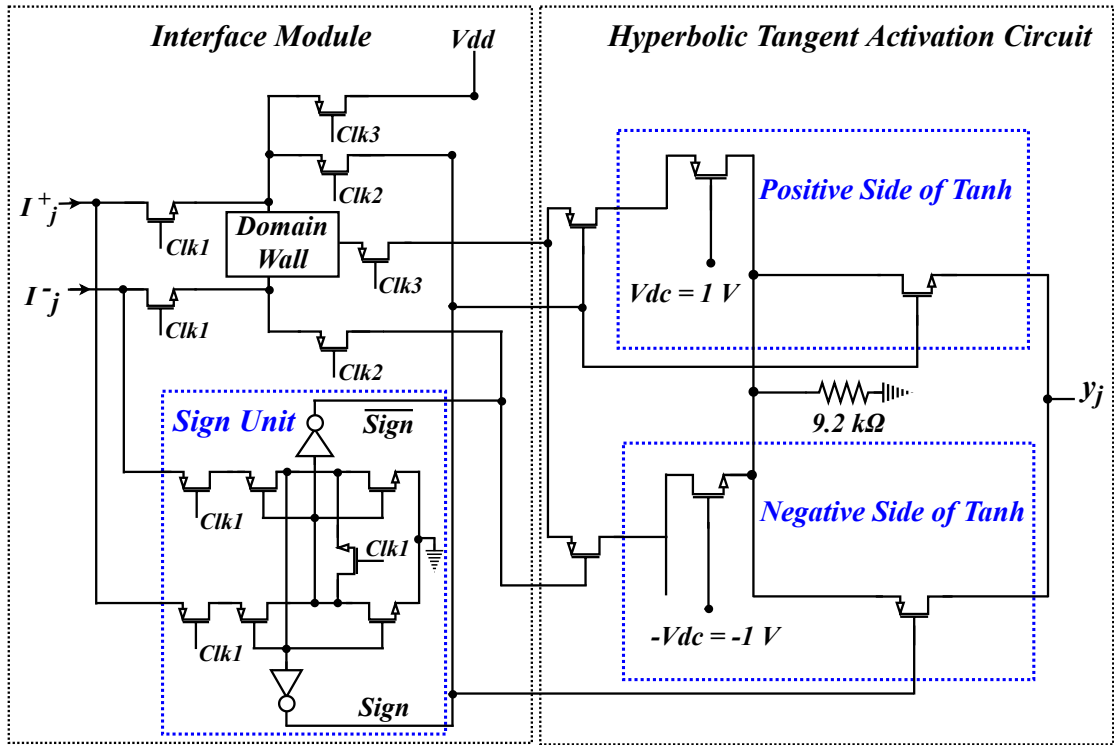 Interface Module
Vdd
Clk3
Clk2
I⁺j
Clk1
Domain
Wall
Clk3
I⁻j
Clk1
Clk2
Sign Unit
S̅i̅g̅n̅
Clk1
Clk1
Clk1
Sign
Hyperbolic Tangent Activation Circuit
Positive Side of Tanh
Vdc = 1 V
9.2 kΩ
yj
Negative Side of Tanh
-Vdc = -1 V